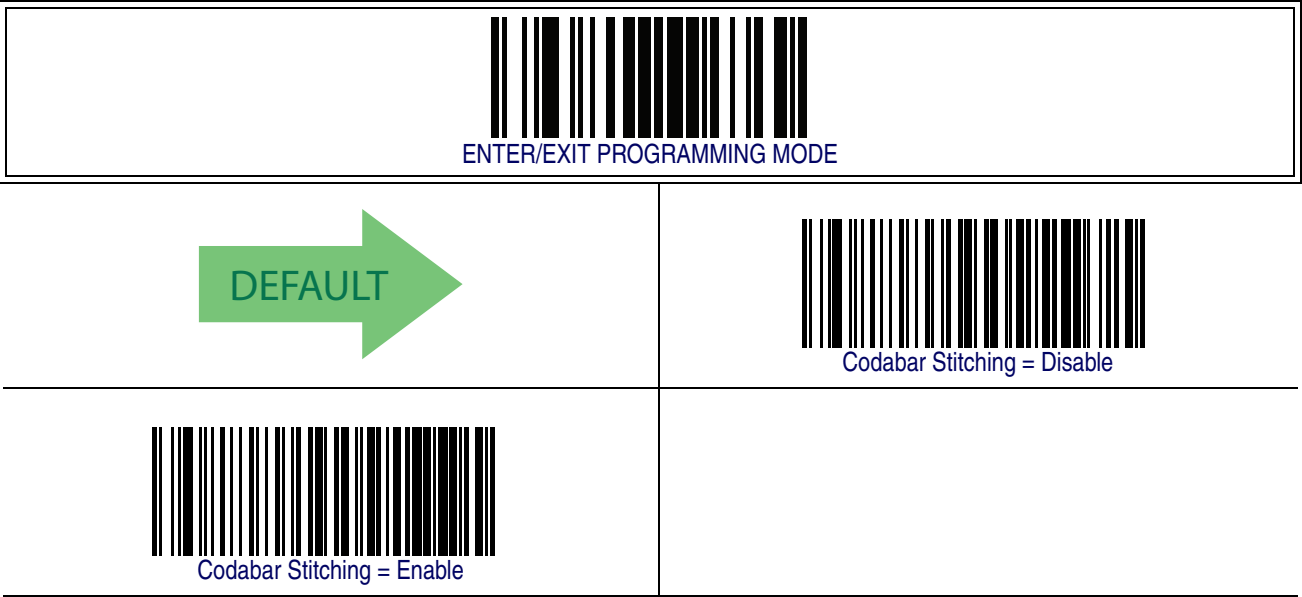 ENTER/EXIT PROGRAMMING MODE
DEFAULT
Codabar Stitching = Disable
Codabar Stitching = Enable